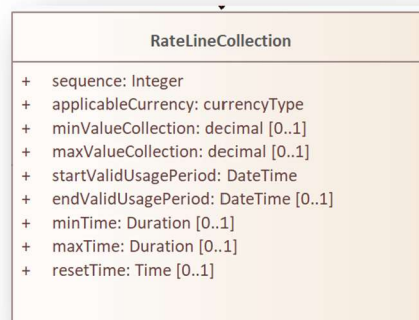 RateLineCollection
+ sequence: Integer
+ applicableCurrency: currencyType
+ minValueCollection: decimal [0..1]
+ maxValueCollection: decimal [0..1]
+ startValidUsagePeriod: DateTime
+ endValidUsagePeriod: DateTime [0..1]
+ minTime: Duration [0..1]
+ maxTime: Duration [0..1]
+ resetTime: Time [0..1]